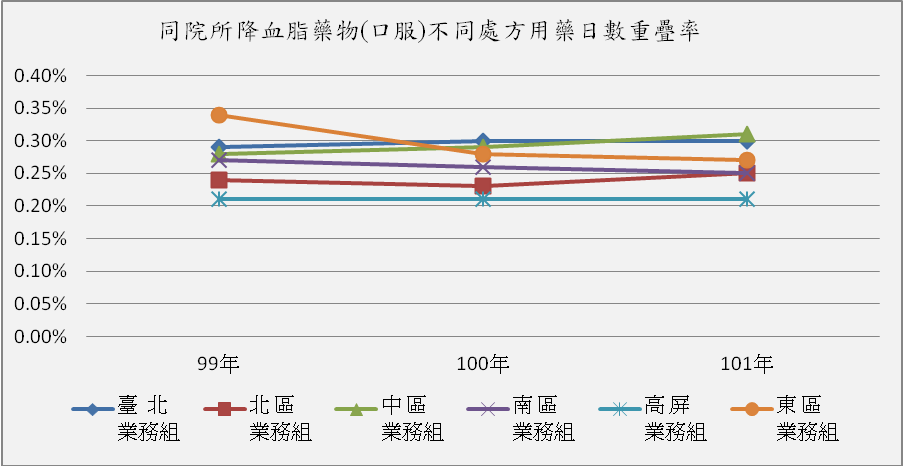 同院所降血脂藥物(口服)不同處方用藥日數重疊率
0.40%
0.35%
0.30%
0.25%
0.20%
0.15%
0.10%
0.05%
0.00%
99年 100年 101年
臺北 北區 中區 南區 高屏 東區
業務組 業務組 業務組 業務組 業務組 業務組